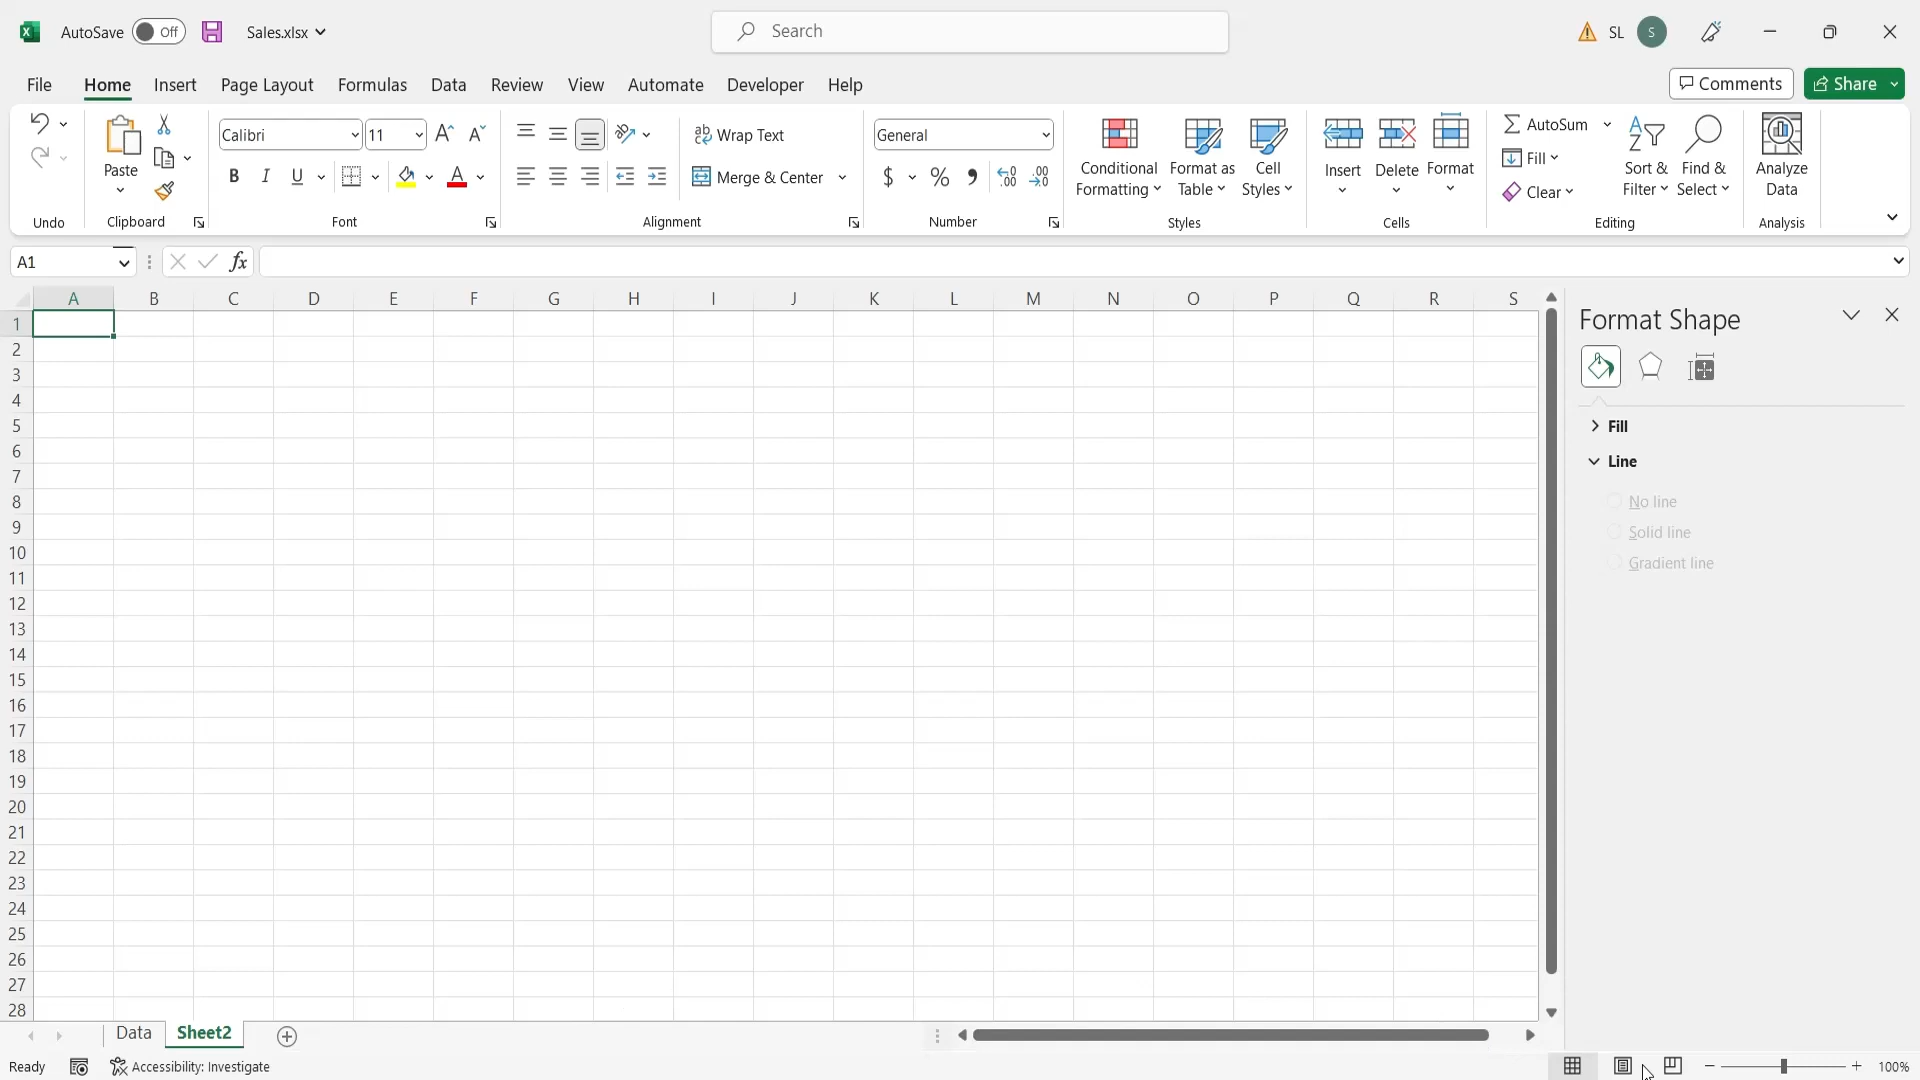 AutoSave Off Sales.xlsx Search SL S
File Home Insert Page Layout Formulas Data Review View Automate Developer Help Comments Share
Calibri 11 Wrap Text General AutoSum
Paste Conditional Formatting Format as Table Cell Styles Insert Delete Format Fill Sort & Filter Find & Select Analyze Data
B I U A Merge & Center $ % Clear
Undo Clipboard Font Alignment Number Styles Cells Editing Analysis
A1 fx
A B C D E F G H I J K L M N O P Q R S
Format Shape
1
2
3
4
5
6
7
8
9
10
11
12
13
14
15
16
17
18
19
20
21
22
23
24
25
26
27
28
Fill
Line
No line
Solid line
Gradient line
Data Sheet2
Ready Accessibility: Investigate 100%